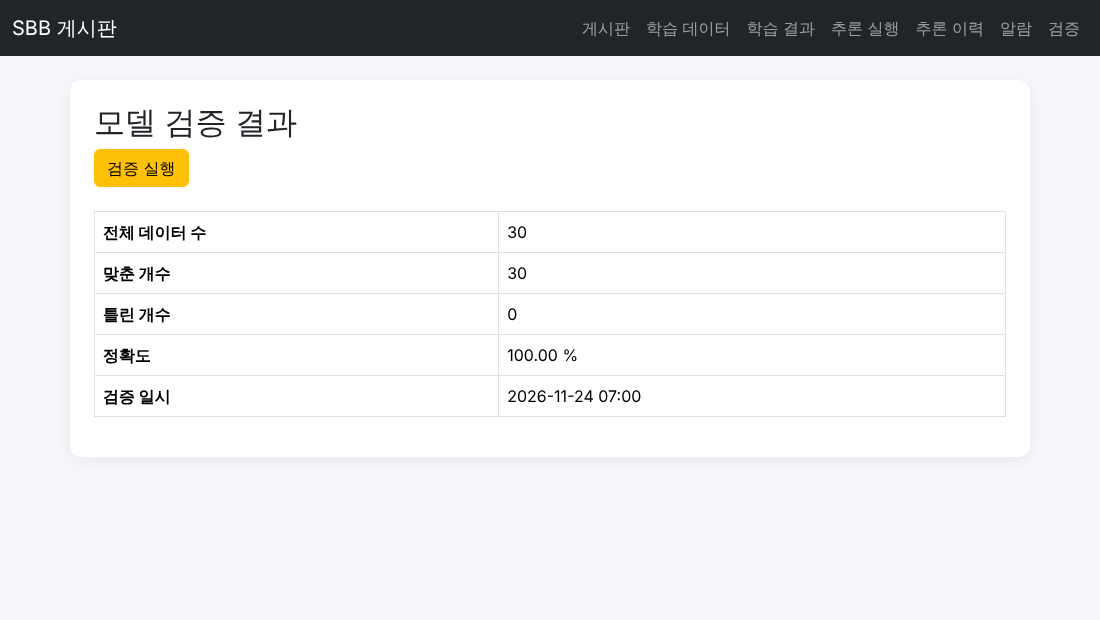 SBB 게시판 게시판 학습 데이터 학습 결과 추론 실행 추론 이력 알람 검증
모델 검증 결과
검증 실행
전체 데이터 수 30
맞춘 개수 30
틀린 개수 0
정확도 100.00 %
검증 일시 2026-11-24 07:00